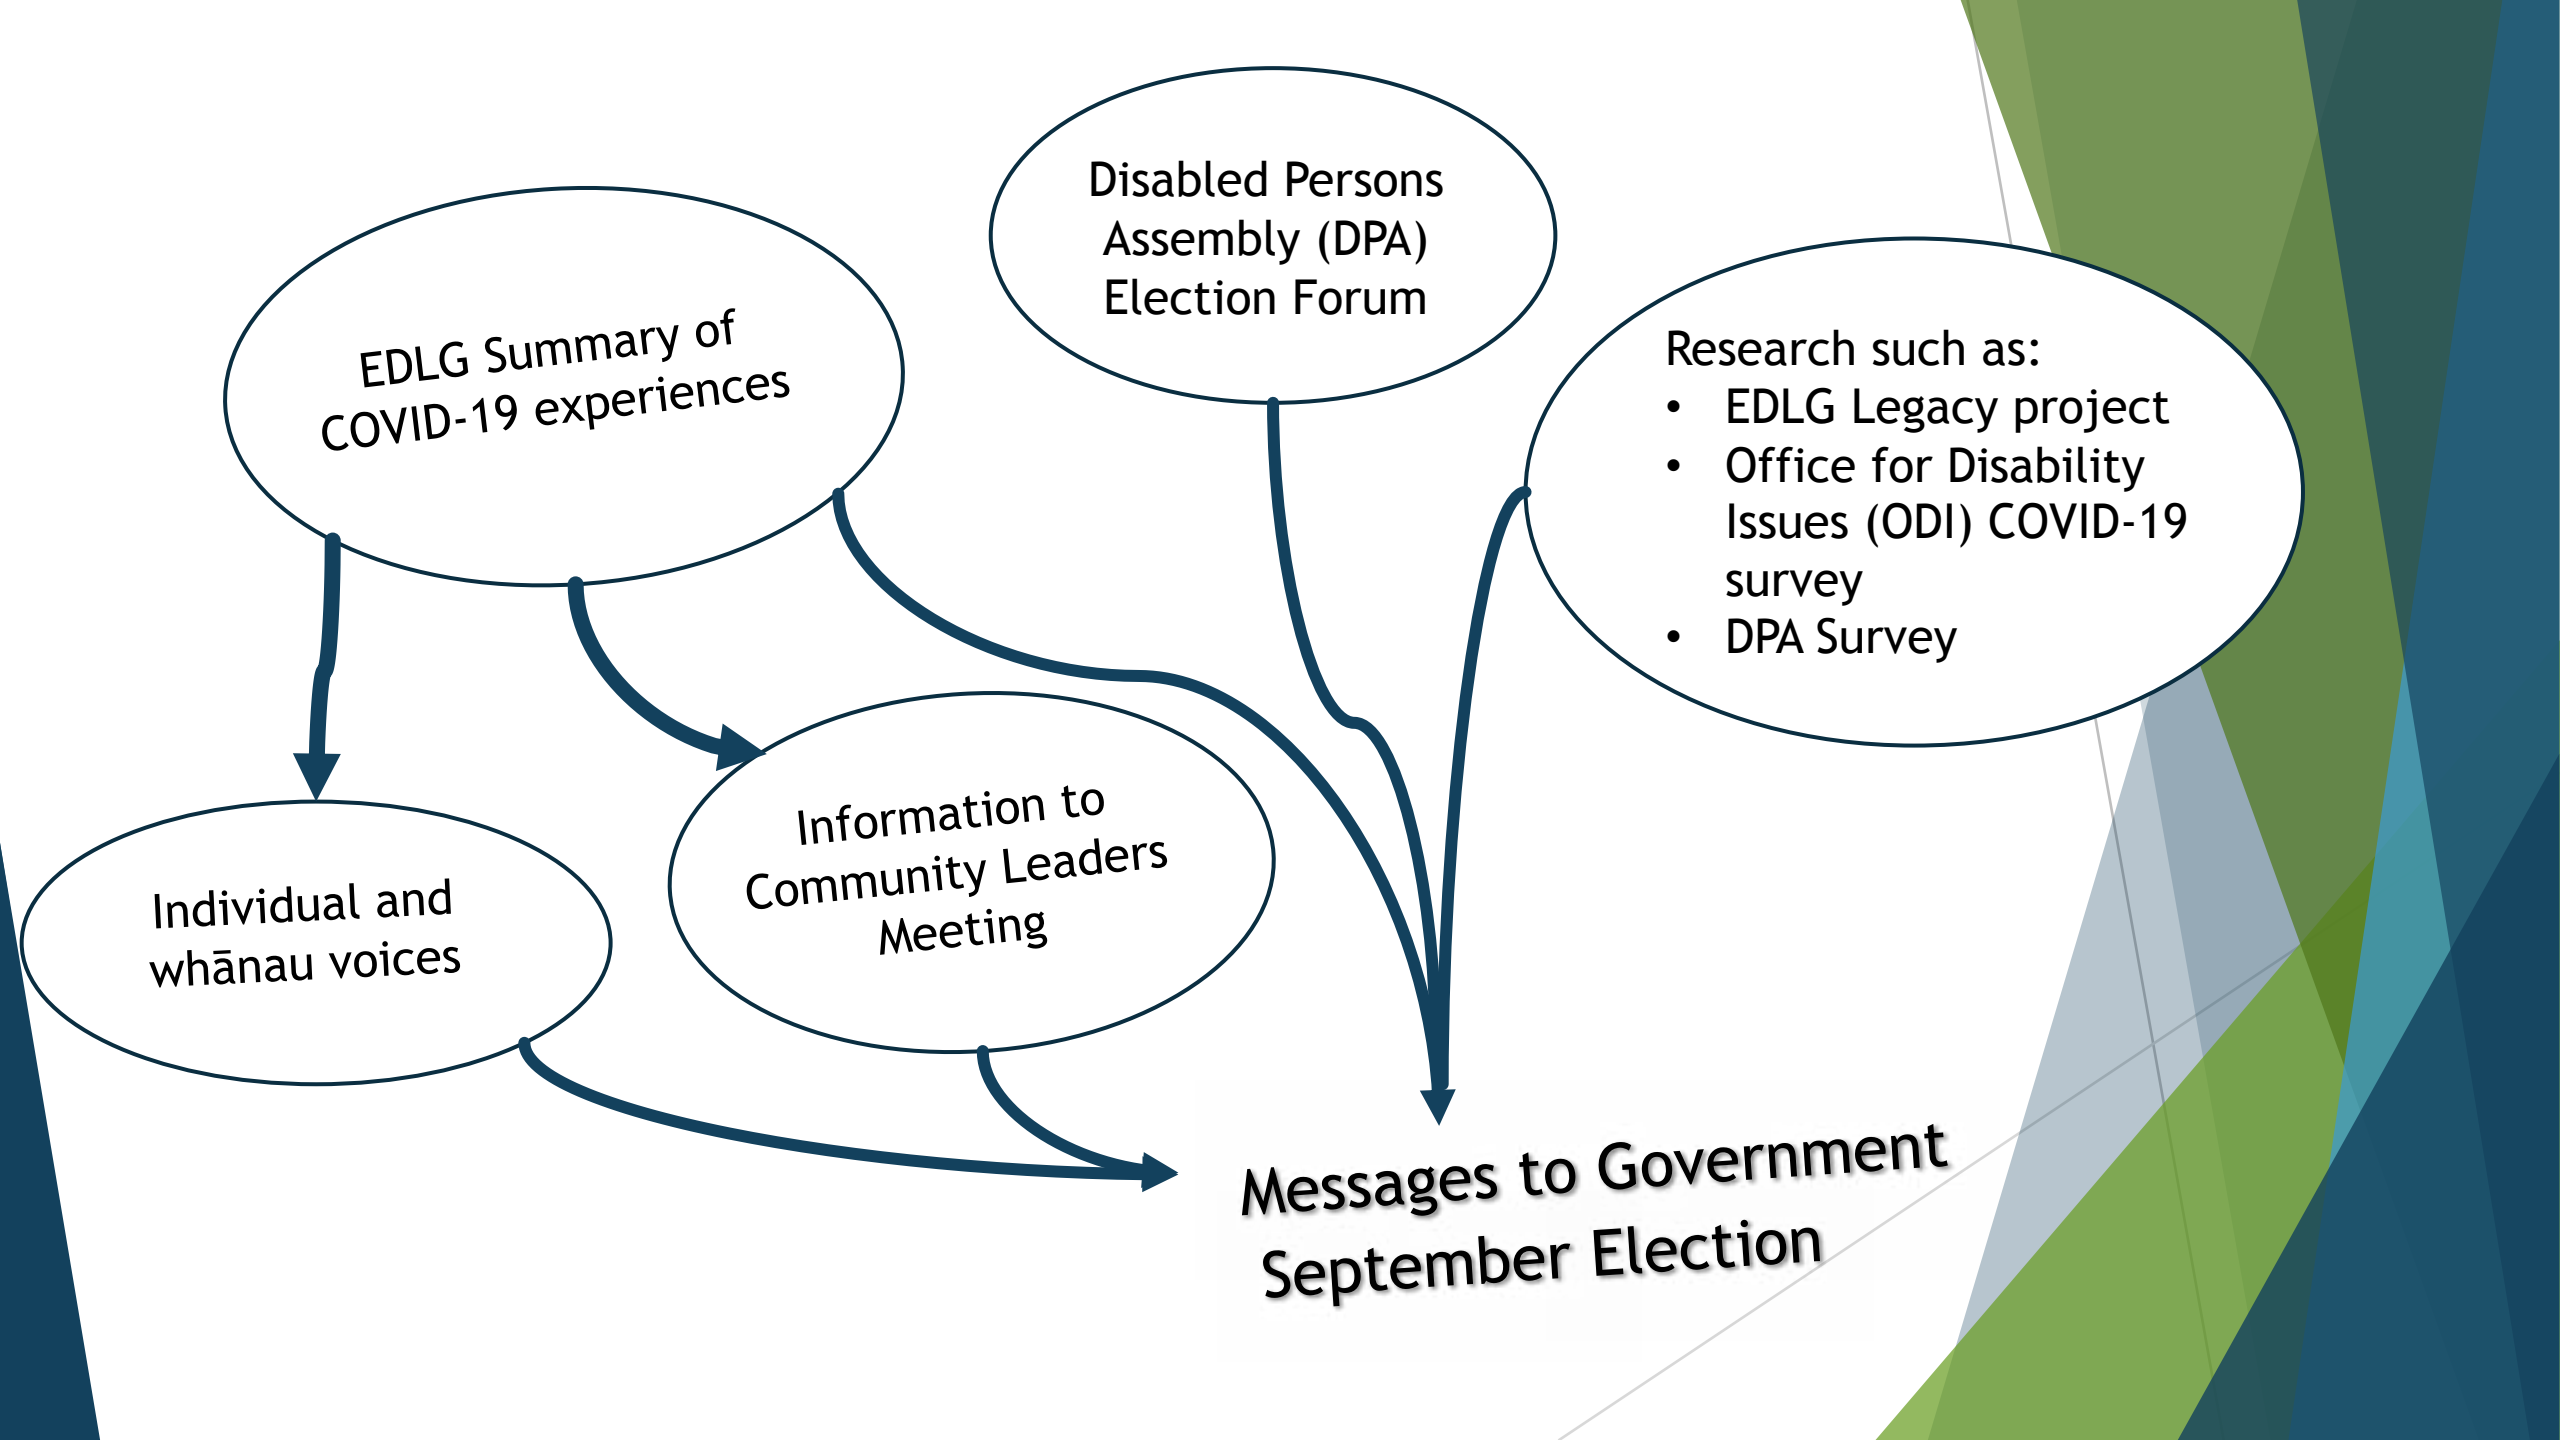 Disabled Persons
Assembly (DPA)
Election Forum
EDLG Summary of
COVID-19 experiences
Research such as:
• EDLG Legacy project
• Office for Disability
Issues (ODI) COVID-19
survey
• DPA Survey
Individual and
whānau voices
Information to
Community Leaders
Meeting
Messages to Government
September Election